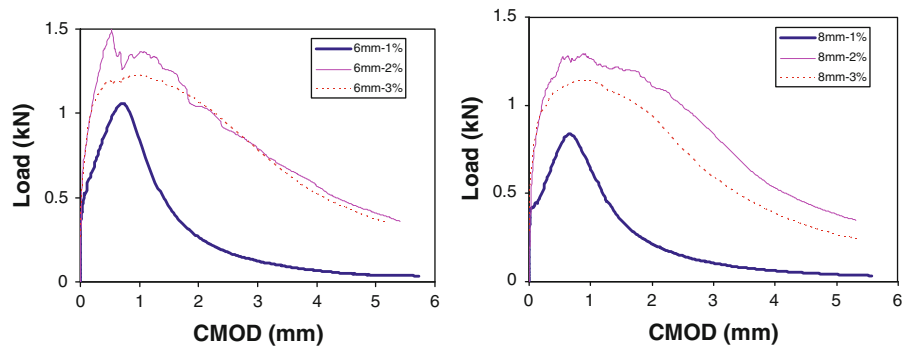 1.5
1
0.5
0
Load (kN)
6mm-1%
6mm-2%
6mm-3%
0 1 2 3 4 5 6
CMOD (mm)
1.5
1
0.5
0
Load (kN)
8mm-1%
8mm-2%
8mm-3%
0 1 2 3 4 5 6
CMOD (mm)